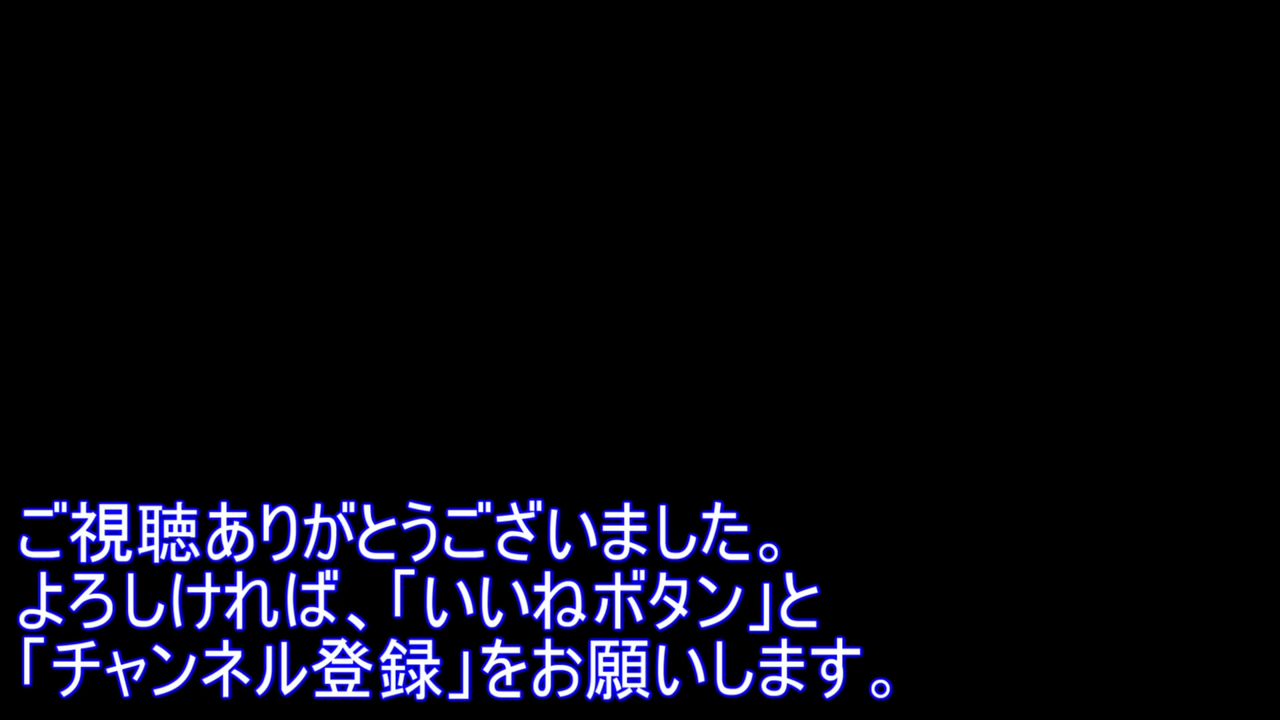 ご視聴ありがとうございました。
よろしければ、「いいねボタン」と
「チャンネル登録」をお願いします。